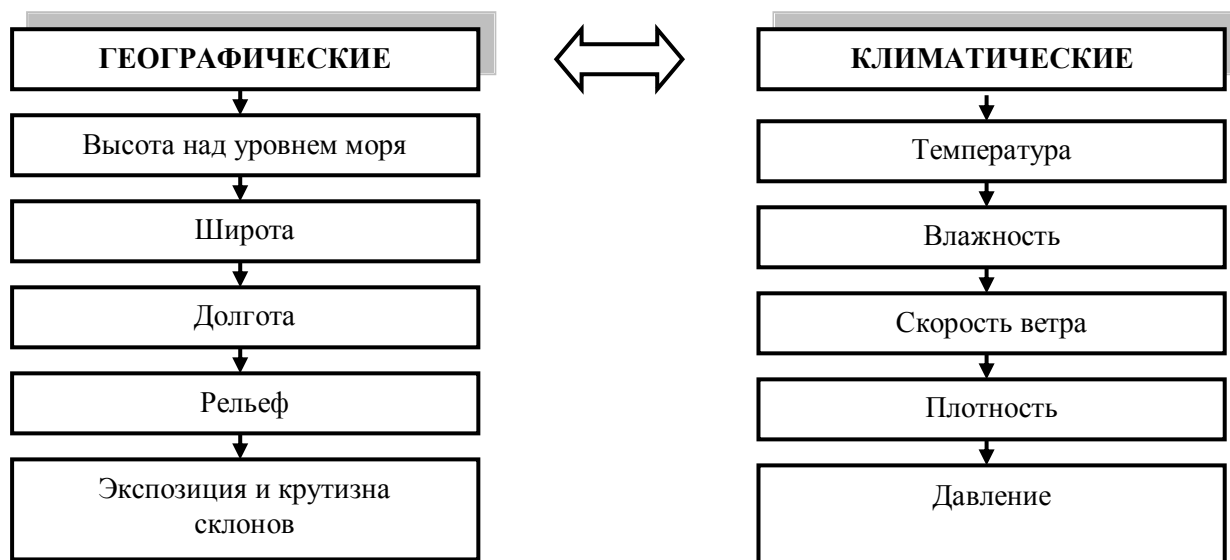 ГЕОГРАФИЧЕСКИЕ
Высота над уровнем моря
Широта
Долгота
Рельеф
Экспозиция и крутизна
склонов
КЛИМАТИЧЕСКИЕ
Температура
Влажность
Скорость ветра
Плотность
Давление